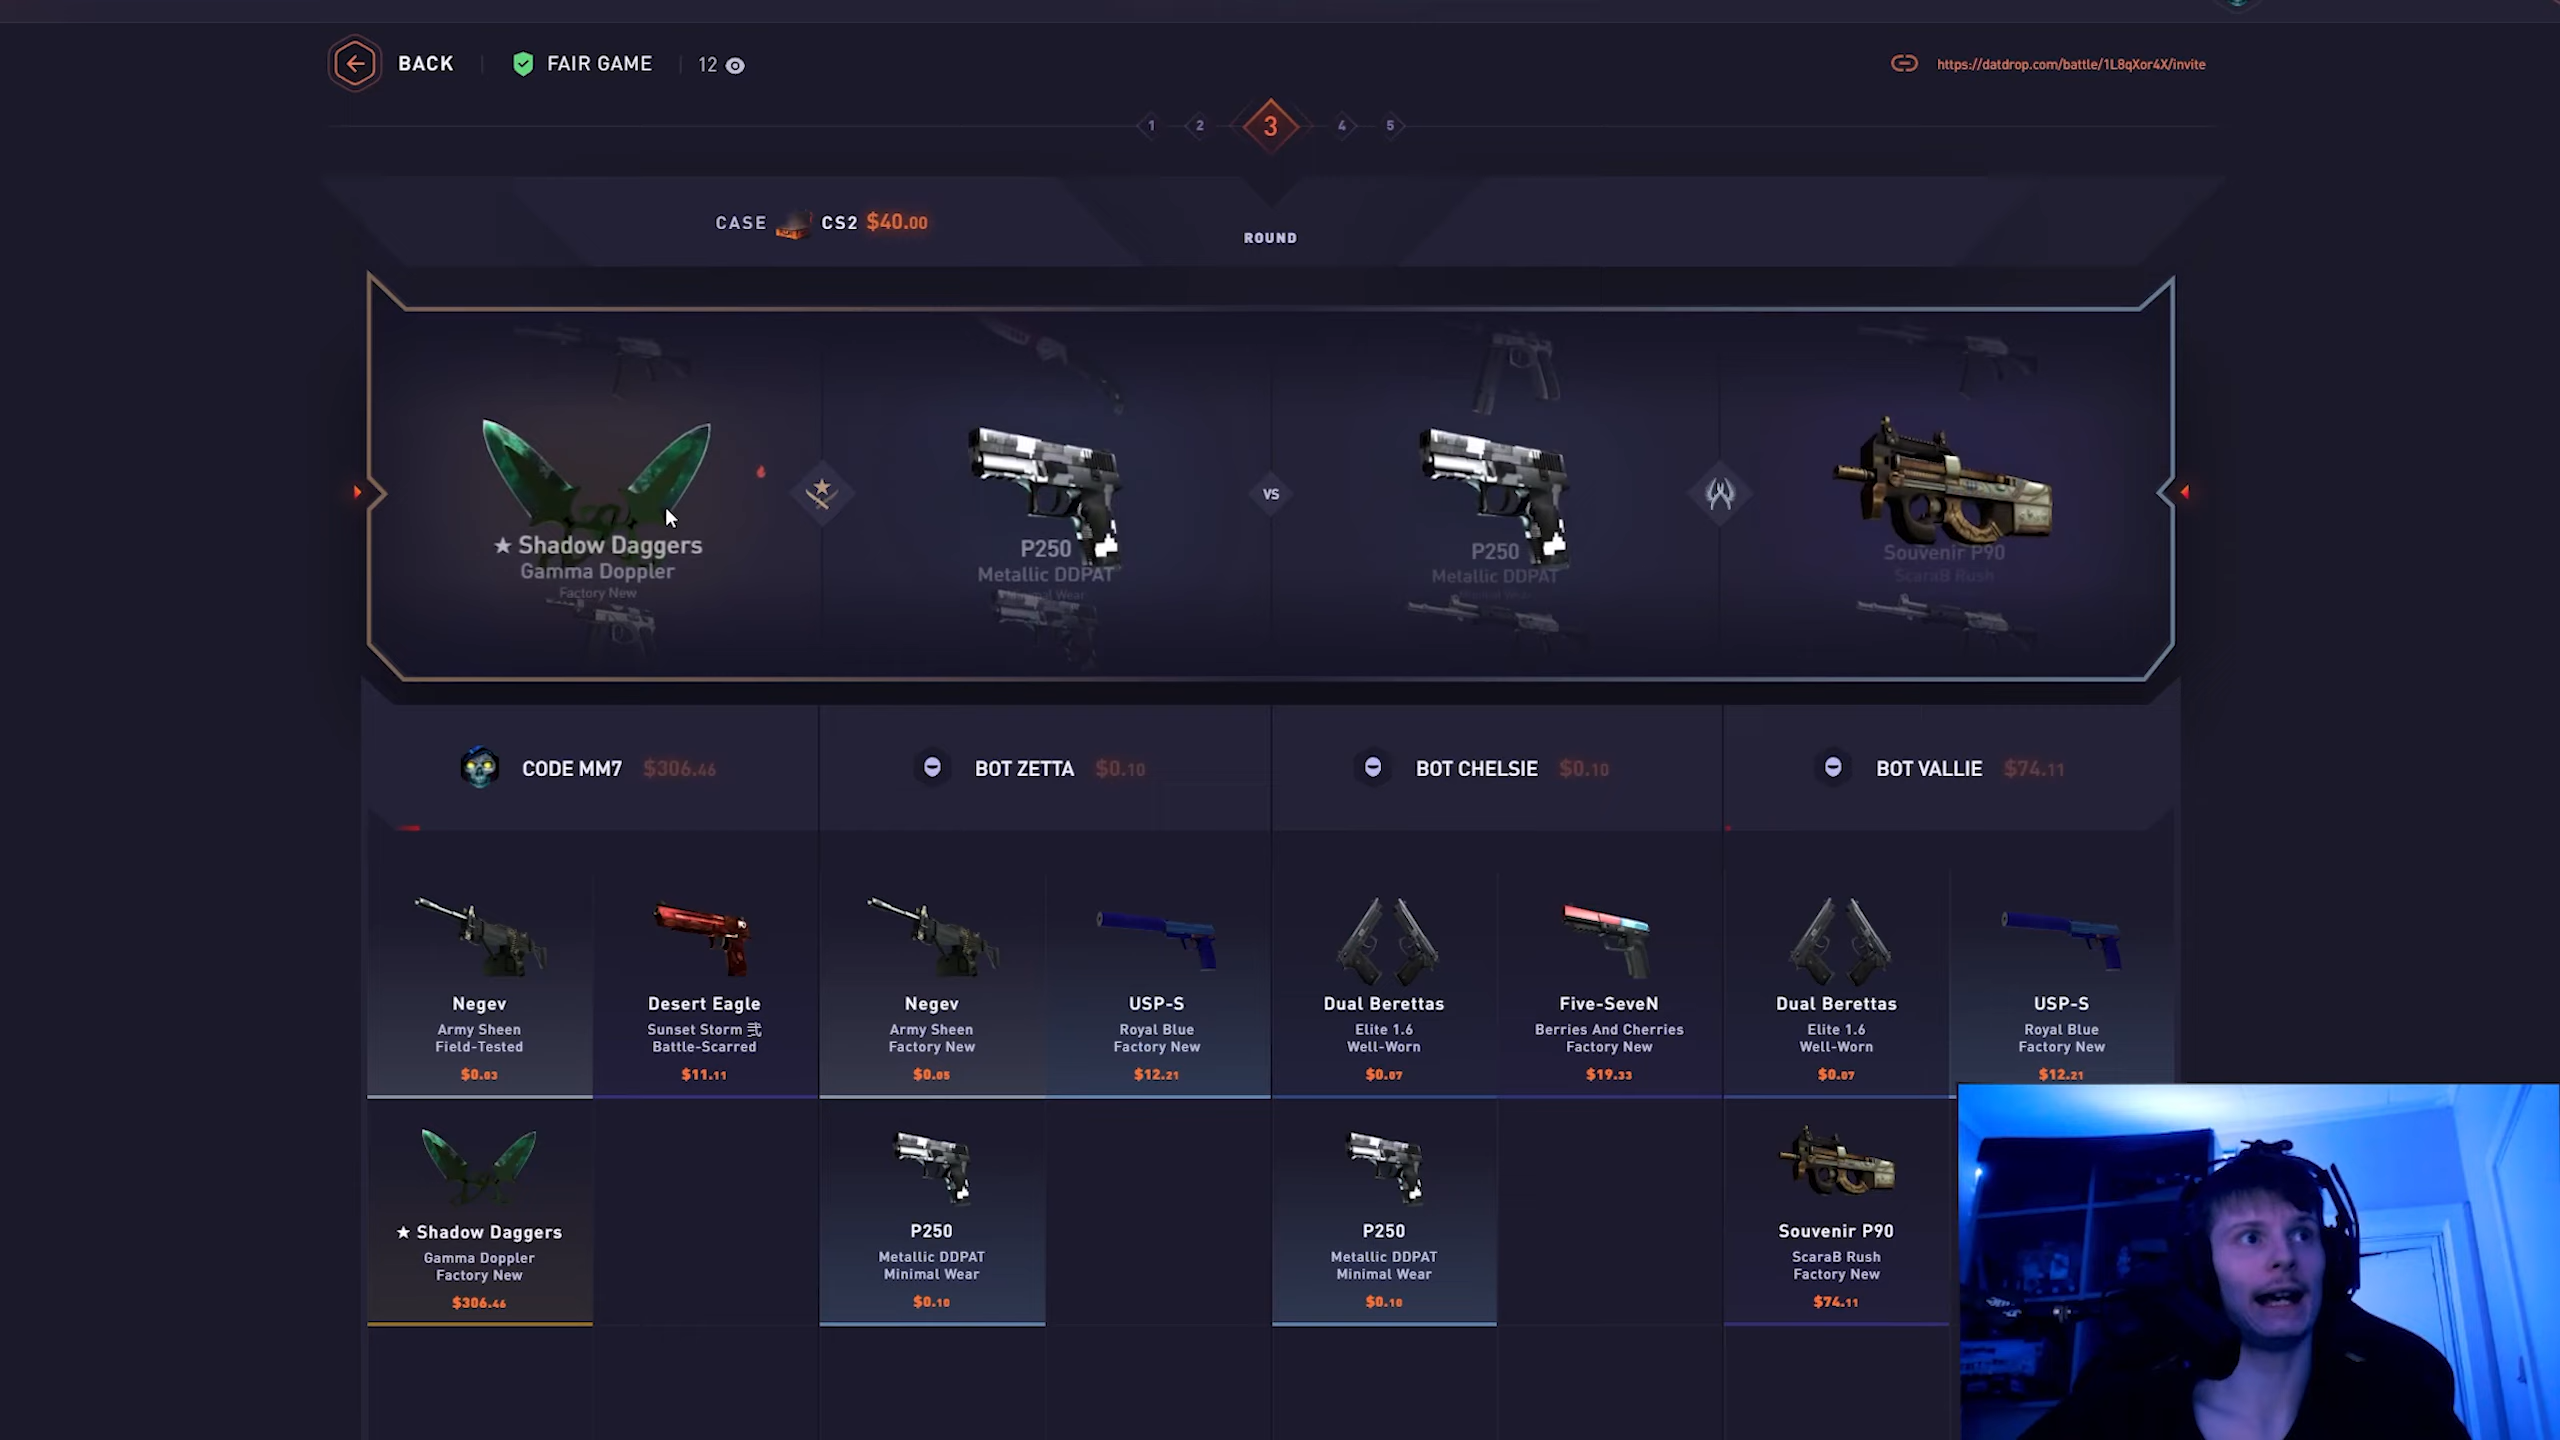 BACK
FAIR GAME
12
https://datdrop.com/battle/1L8qXor4X/invite
1 2 3 4 5
CASE CS2 $40.00
ROUND
★ Shadow Daggers
Gamma Doppler
Factory New
P250
Metallic DDPAT
Minimal Wear
VS
P250
Metallic DDPAT
Minimal Wear
Souvenir P90
ScaraB Rush
CODE MM7 $306.46
BOT ZETTA $0.10
BOT CHELSIE $0.10
BOT VALLIE $74.11
Negev
Army Sheen
Field-Tested
$0.03
Desert Eagle
Sunset Storm 弐
Battle-Scarred
$11.11
Negev
Army Sheen
Factory New
$0.05
USP-S
Royal Blue
Factory New
$12.21
Dual Berettas
Elite 1.6
Well-Worn
$0.07
Five-SeveN
Berries And Cherries
Factory New
$19.33
Dual Berettas
Elite 1.6
Well-Worn
$0.07
USP-S
Royal Blue
Factory New
$12.21
★ Shadow Daggers
Gamma Doppler
Factory New
$306.46
P250
Metallic DDPAT
Minimal Wear
$0.10
P250
Metallic DDPAT
Minimal Wear
$0.10
Souvenir P90
ScaraB Rush
Factory New
$74.11